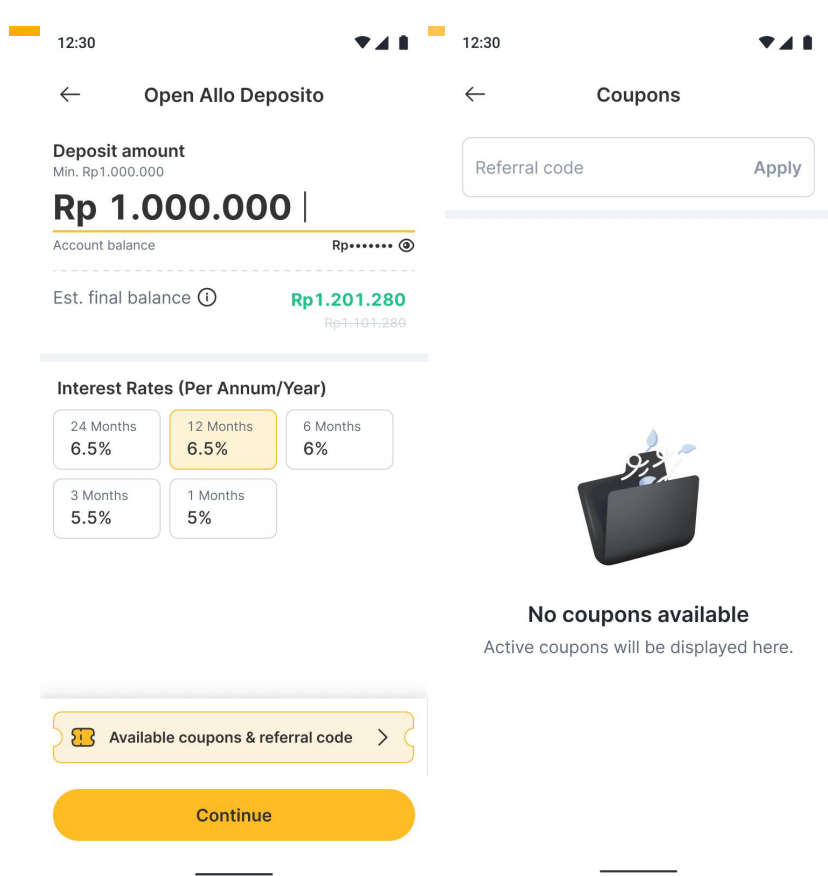 12:30
Open Allo Deposito
Deposit amount
Min. Rp1.000.000
Rp 1.000.000
Account balance Rp•••••••
Est. final balance Rp1.201.280
Rp1.101.280
Interest Rates (Per Annum/Year)
24 Months 12 Months 6 Months
6.5% 6.5% 6%
3 Months 1 Months
5.5% 5%
Available coupons & referral code
Continue
12:30
Coupons
Referral code Apply
No coupons available
Active coupons will be displayed here.